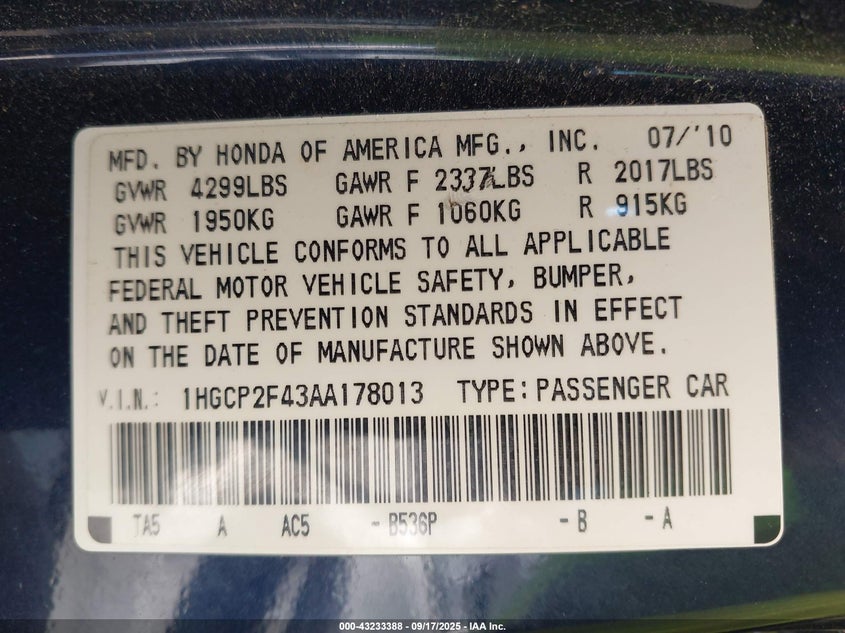 MFD. BY HONDA OF AMERICA MFG., INC. 07/'10
GVWR 4299LBS GAWR F 2337LBS R 2017LBS
GVWR 1950KG GAWR F 1060KG R 915KG
THIS VEHICLE CONFORMS TO ALL APPLICABLE
FEDERAL MOTOR VEHICLE SAFETY, BUMPER,
AND THEFT PREVENTION STANDARDS IN EFFECT
ON THE DATE OF MANUFACTURE SHOWN ABOVE.
V.I.N.: 1HGCP2F43AA178013 TYPE: PASSENGER CAR
TA5 A AC5 - B536P - B - A
000-43233388 - 09/17/2025 - IAA Inc.